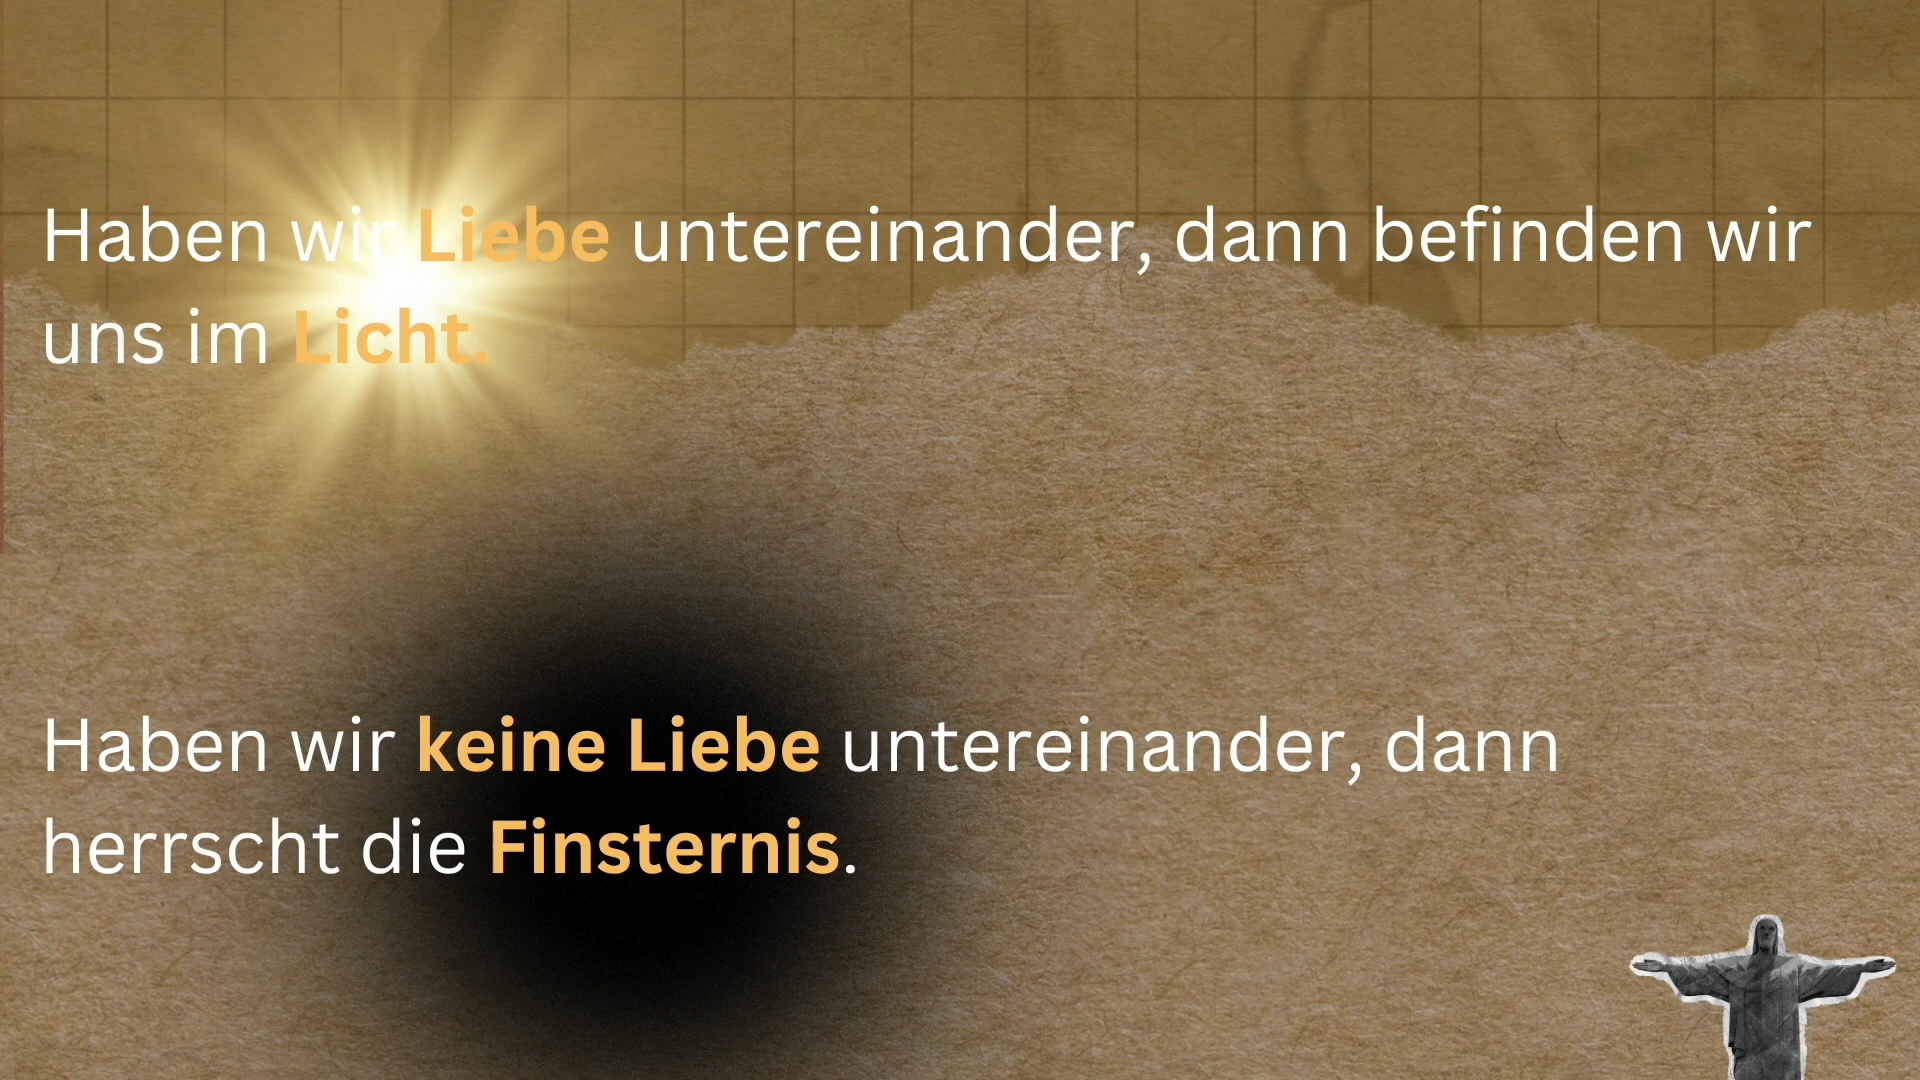 Haben wir Liebe untereinander, dann befinden wir
uns im Licht.
Haben wir keine Liebe untereinander, dann
herrscht die Finsternis.